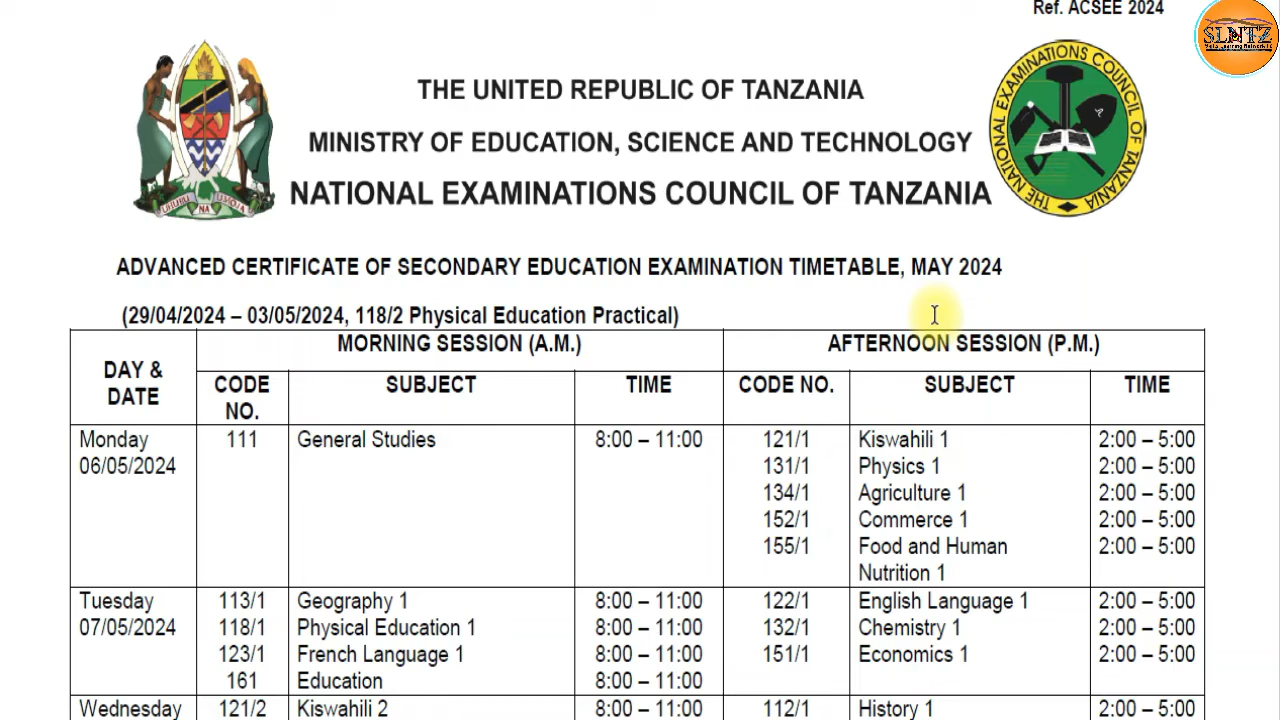 Ref. ACSEE 2024
SLNTZ
THE UNITED REPUBLIC OF TANZANIA
MINISTRY OF EDUCATION, SCIENCE AND TECHNOLOGY
NATIONAL EXAMINATIONS COUNCIL OF TANZANIA
UHURU NA UMOJA
THE NATIONAL EXAMINATIONS COUNCIL OF TANZANIA
ADVANCED CERTIFICATE OF SECONDARY EDUCATION EXAMINATION TIMETABLE, MAY 2024
(29/04/2024 – 03/05/2024, 118/2 Physical Education Practical)
DAY & DATE MORNING SESSION (A.M.) AFTERNOON SESSION (P.M.)
CODE NO. SUBJECT TIME CODE NO. SUBJECT TIME
Monday 111 General Studies 8:00 – 11:00 121/1 Kiswahili 1 2:00 – 5:00
06/05/2024 131/1 Physics 1 2:00 – 5:00
134/1 Agriculture 1 2:00 – 5:00
152/1 Commerce 1 2:00 – 5:00
155/1 Food and Human 2:00 – 5:00
Nutrition 1
Tuesday 113/1 Geography 1 8:00 – 11:00 122/1 English Language 1 2:00 – 5:00
07/05/2024 118/1 Physical Education 1 8:00 – 11:00 132/1 Chemistry 1 2:00 – 5:00
123/1 French Language 1 8:00 – 11:00 151/1 Economics 1 2:00 – 5:00
161 Education 8:00 – 11:00
Wednesday 121/2 Kiswahili 2 8:00 – 11:00 112/1 History 1 2:00 – 5:00